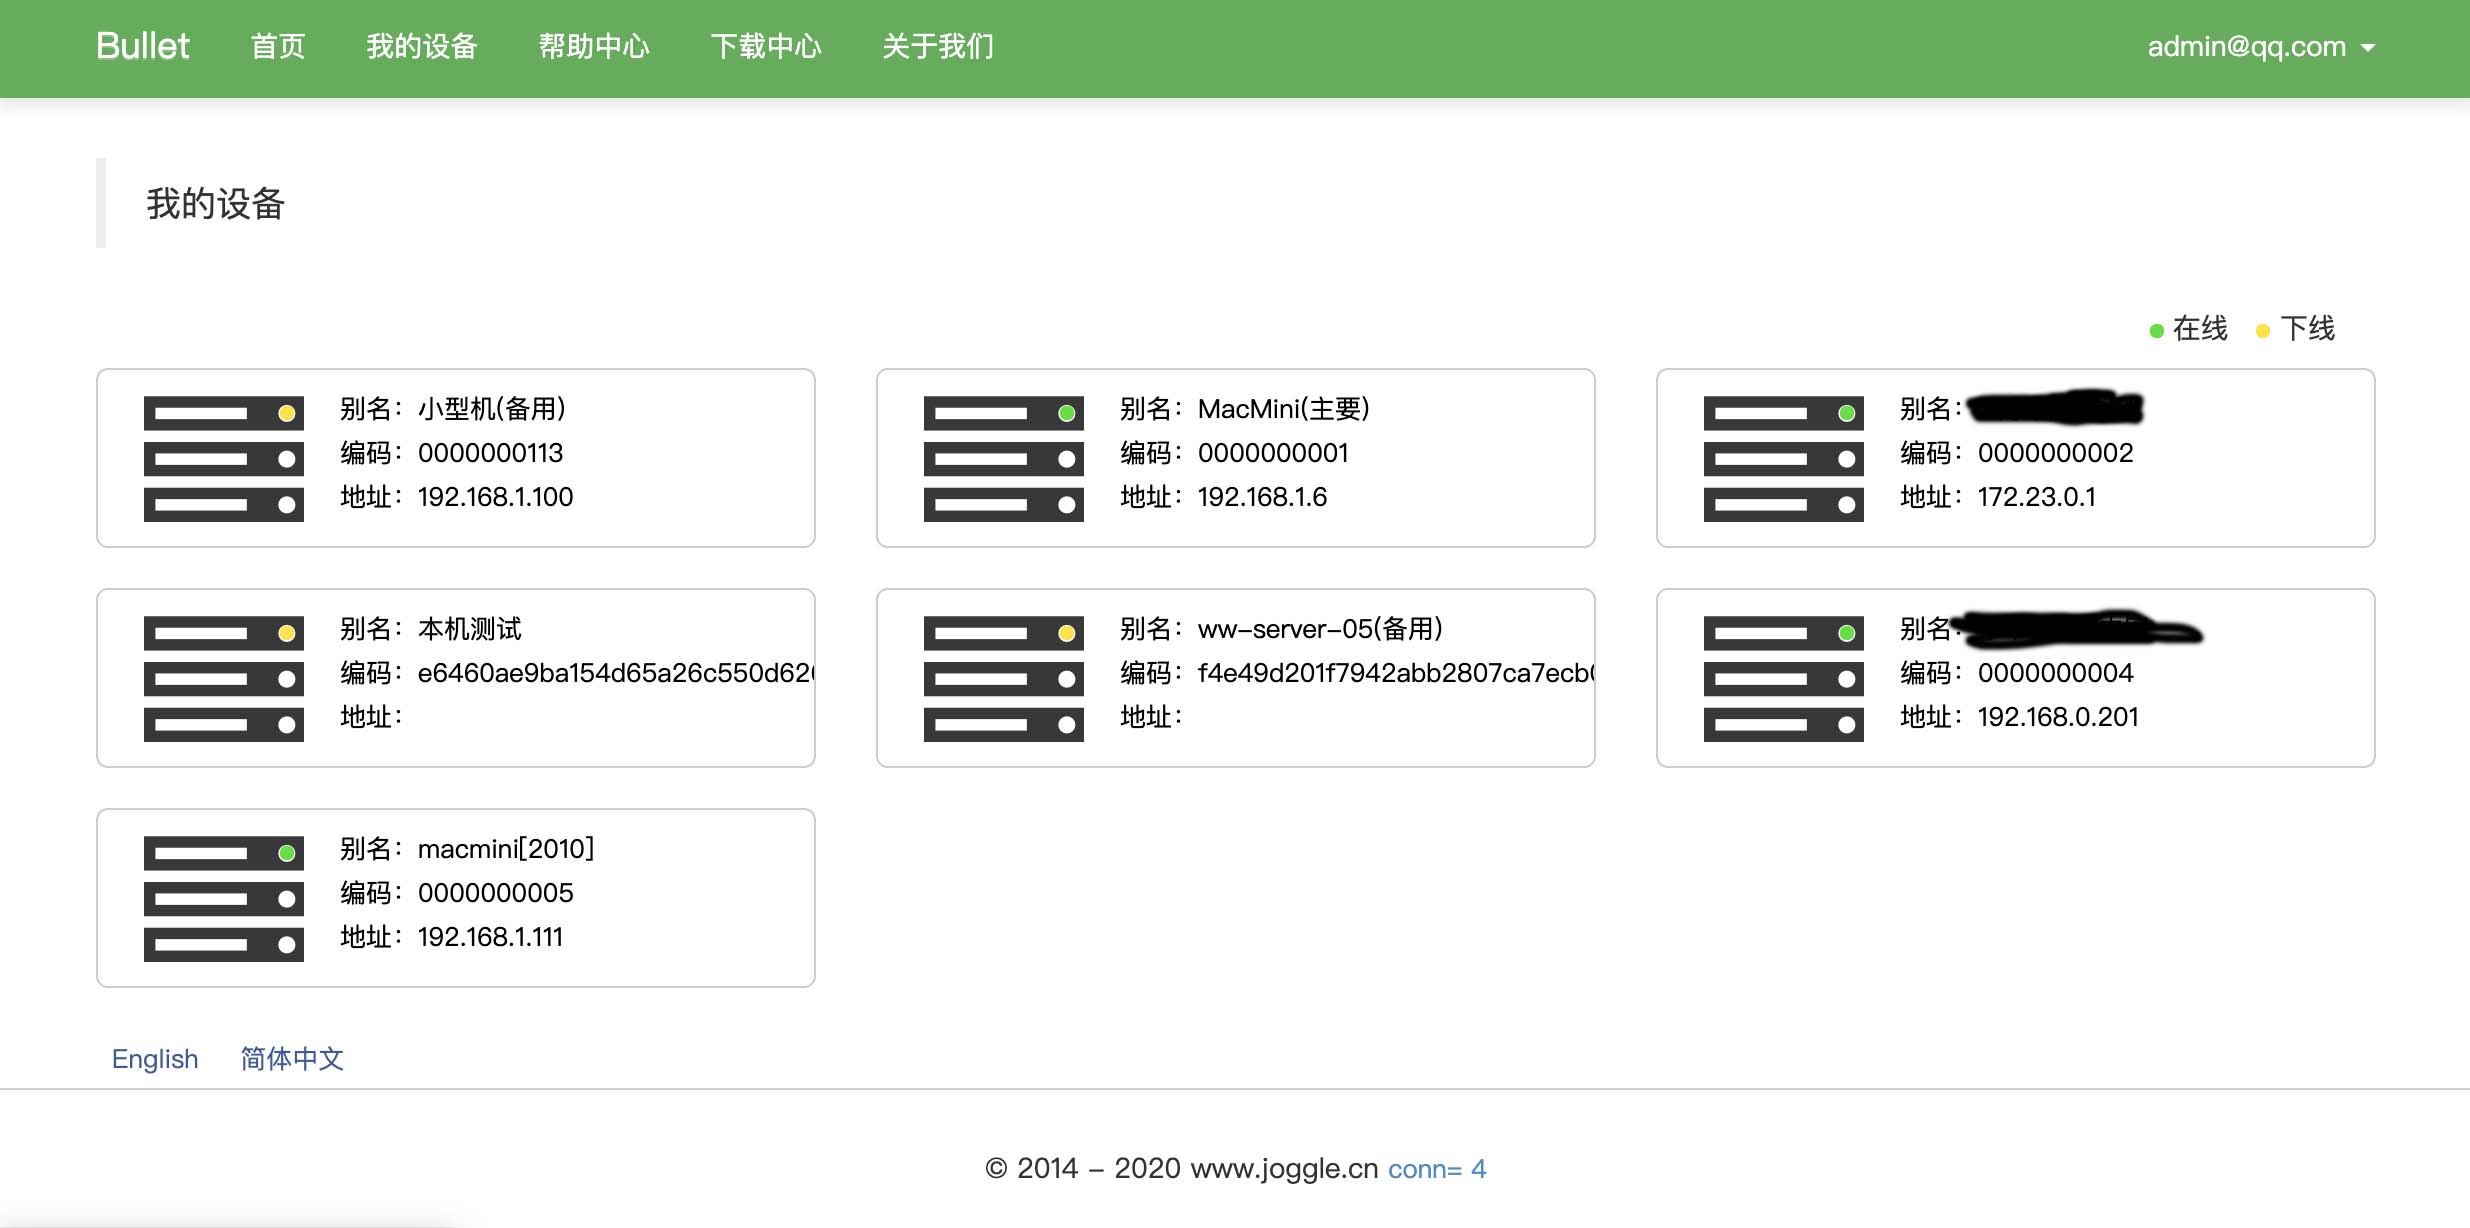 Bullet 首页 我的设备 帮助中心 下载中心 关于我们 admin@qq.com
我的设备
在线 下线
别名：小型机(备用)
编码：0000000113
地址：192.168.1.100
别名：MacMini(主要)
编码：0000000001
地址：192.168.1.6
别名：
编码：0000000002
地址：172.23.0.1
别名：本机测试
编码：e6460ae9ba154d65a26c550d62
地址：
别名：ww-server-05(备用)
编码：f4e49d201f7942abb2807ca7ecb
地址：
别名：
编码：0000000004
地址：192.168.0.201
别名：macmini[2010]
编码：0000000005
地址：192.168.1.111
English 简体中文
© 2014 - 2020 www.joggle.cn conn= 4